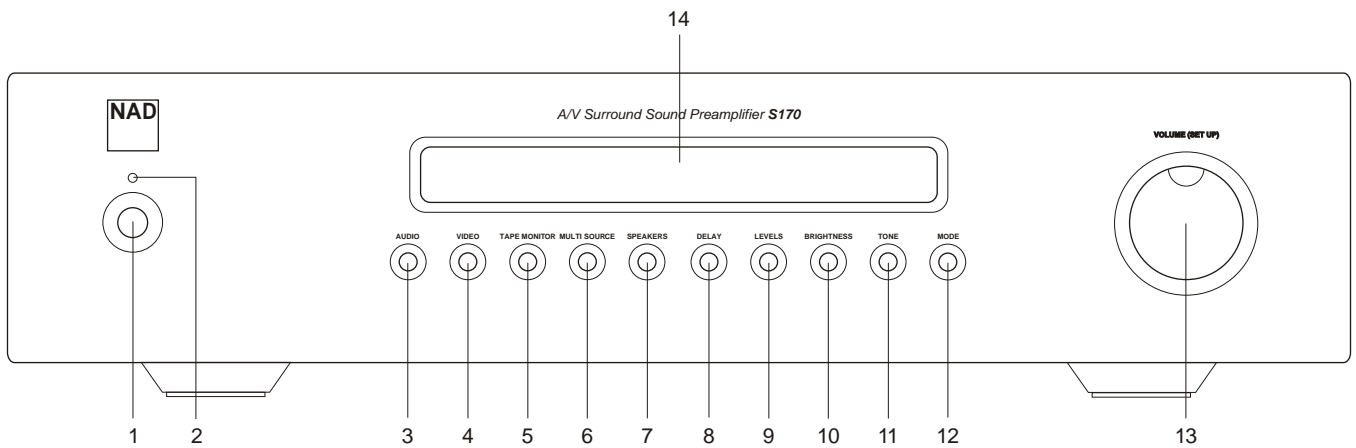 14
NAD
A/V Surround Sound Preamplifier S170
VOLUME (SET UP)
AUDIO VIDEO TAPE MONITOR MULTI SOURCE SPEAKERS DELAY LEVELS BRIGHTNESS TONE MODE
1 2 3 4 5 6 7 8 9 10 11 12 13